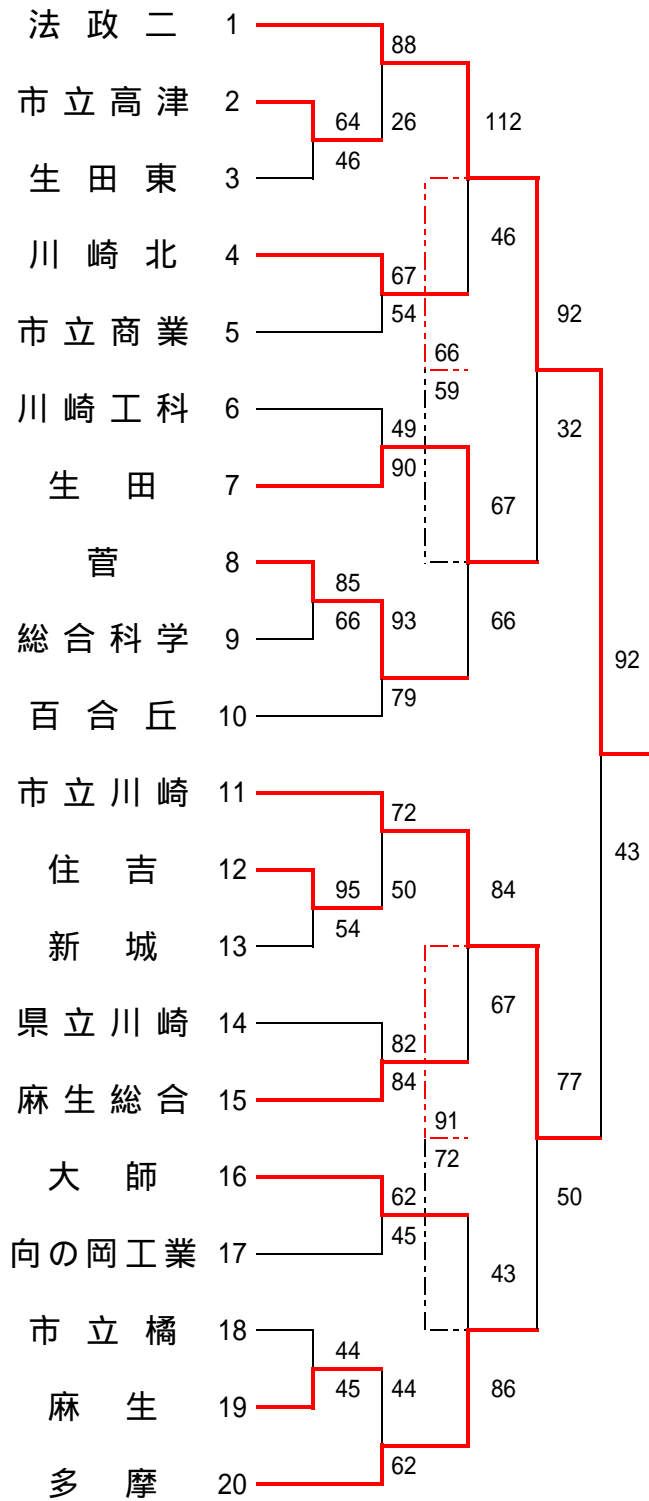 法政二 1
88
市立高津 2
64 26 112
46
生田東 3
46
川崎北 4
67
54 92
市立商業 5
66
59
川崎工科 6
49 32
90
生田 7
67
菅 8
85
66 93 66
総合科学 9
92
79
百合丘 10
市立川崎 11
72
43
住吉 12
95 50 84
54
新城 13
67
県立川崎 14
82
84 77
麻生総合 15
91
72
大師 16
62 50
45
向の岡工業 17
43
市立橘 18
44
45 44 86
麻生 19
62
多摩 20